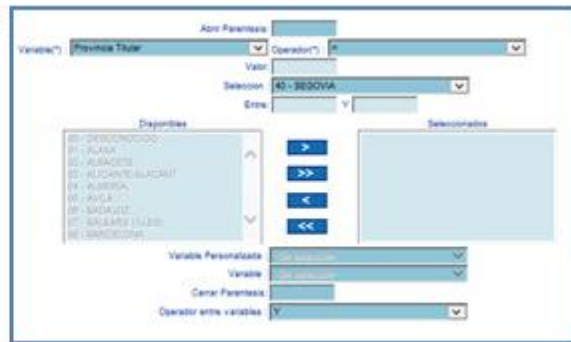 Abrir Parentesis
Variable(*) Provincia Titular Operador(*) =
Valor
Seleccion 40 - SEGOVIA
Entre Y
Disponibles Seleccionados
00 - DESCONOCIDO
01 - ALAVA
02 - ALBACETE
03 - ALICANTE/ALACANT
04 - ALMERIA
05 - AVILA
06 - BADAJOZ
07 - BALEARES
08 - BARCELONA
>
>>
<
<<
Variable Personalizada
Variable
Cerrar Parentesis
Operador entre variables Y